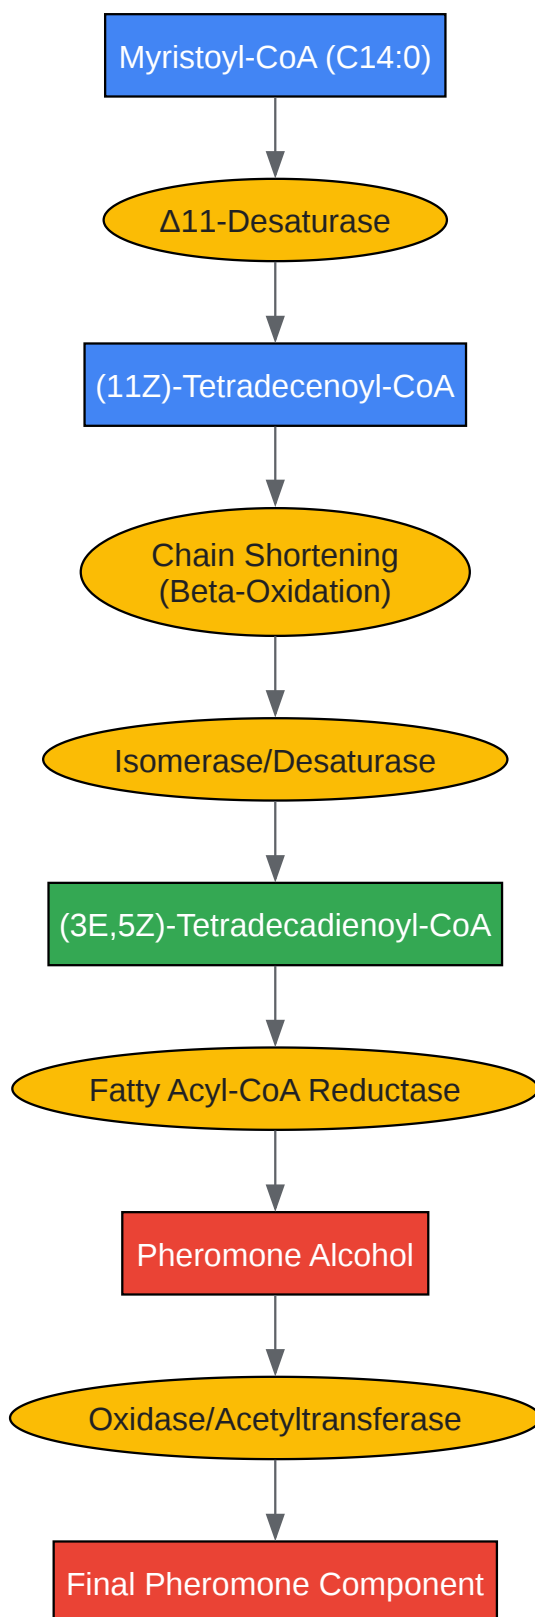 Myristoyl-CoA (C14:0)
Δ11-Desaturase
(11Z)-Tetradecenoyl-CoA
Chain Shortening
(Beta-Oxidation)
Isomerase/Desaturase
(3E,5Z)-Tetradecadienoyl-CoA
Fatty Acyl-CoA Reductase
Pheromone Alcohol
Oxidase/Acetyltransferase
Final Pheromone Component